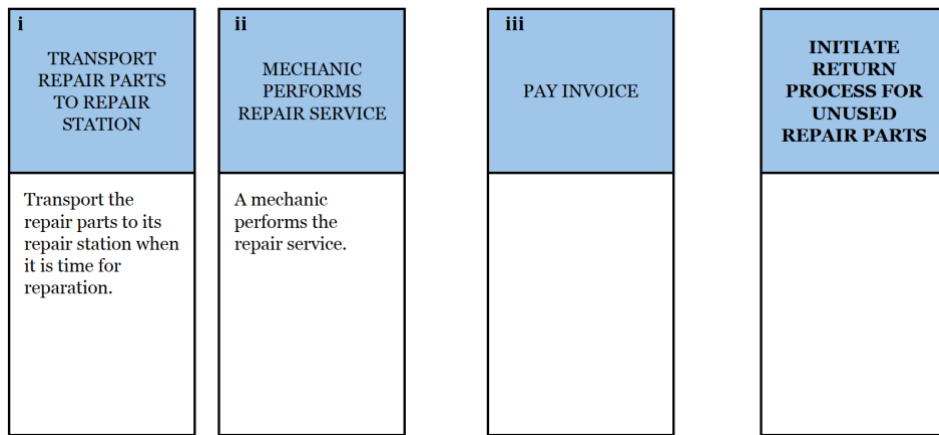 i
TRANSPORT
REPAIR PARTS
TO REPAIR
STATION
Transport the
repair parts to its
repair station when
it is time for
reparation.
ii
MECHANIC
PERFORMS
REPAIR SERVICE
A mechanic
performs the
repair service.
iii
PAY INVOICE
INITIATE
RETURN
PROCESS FOR
UNUSED
REPAIR PARTS